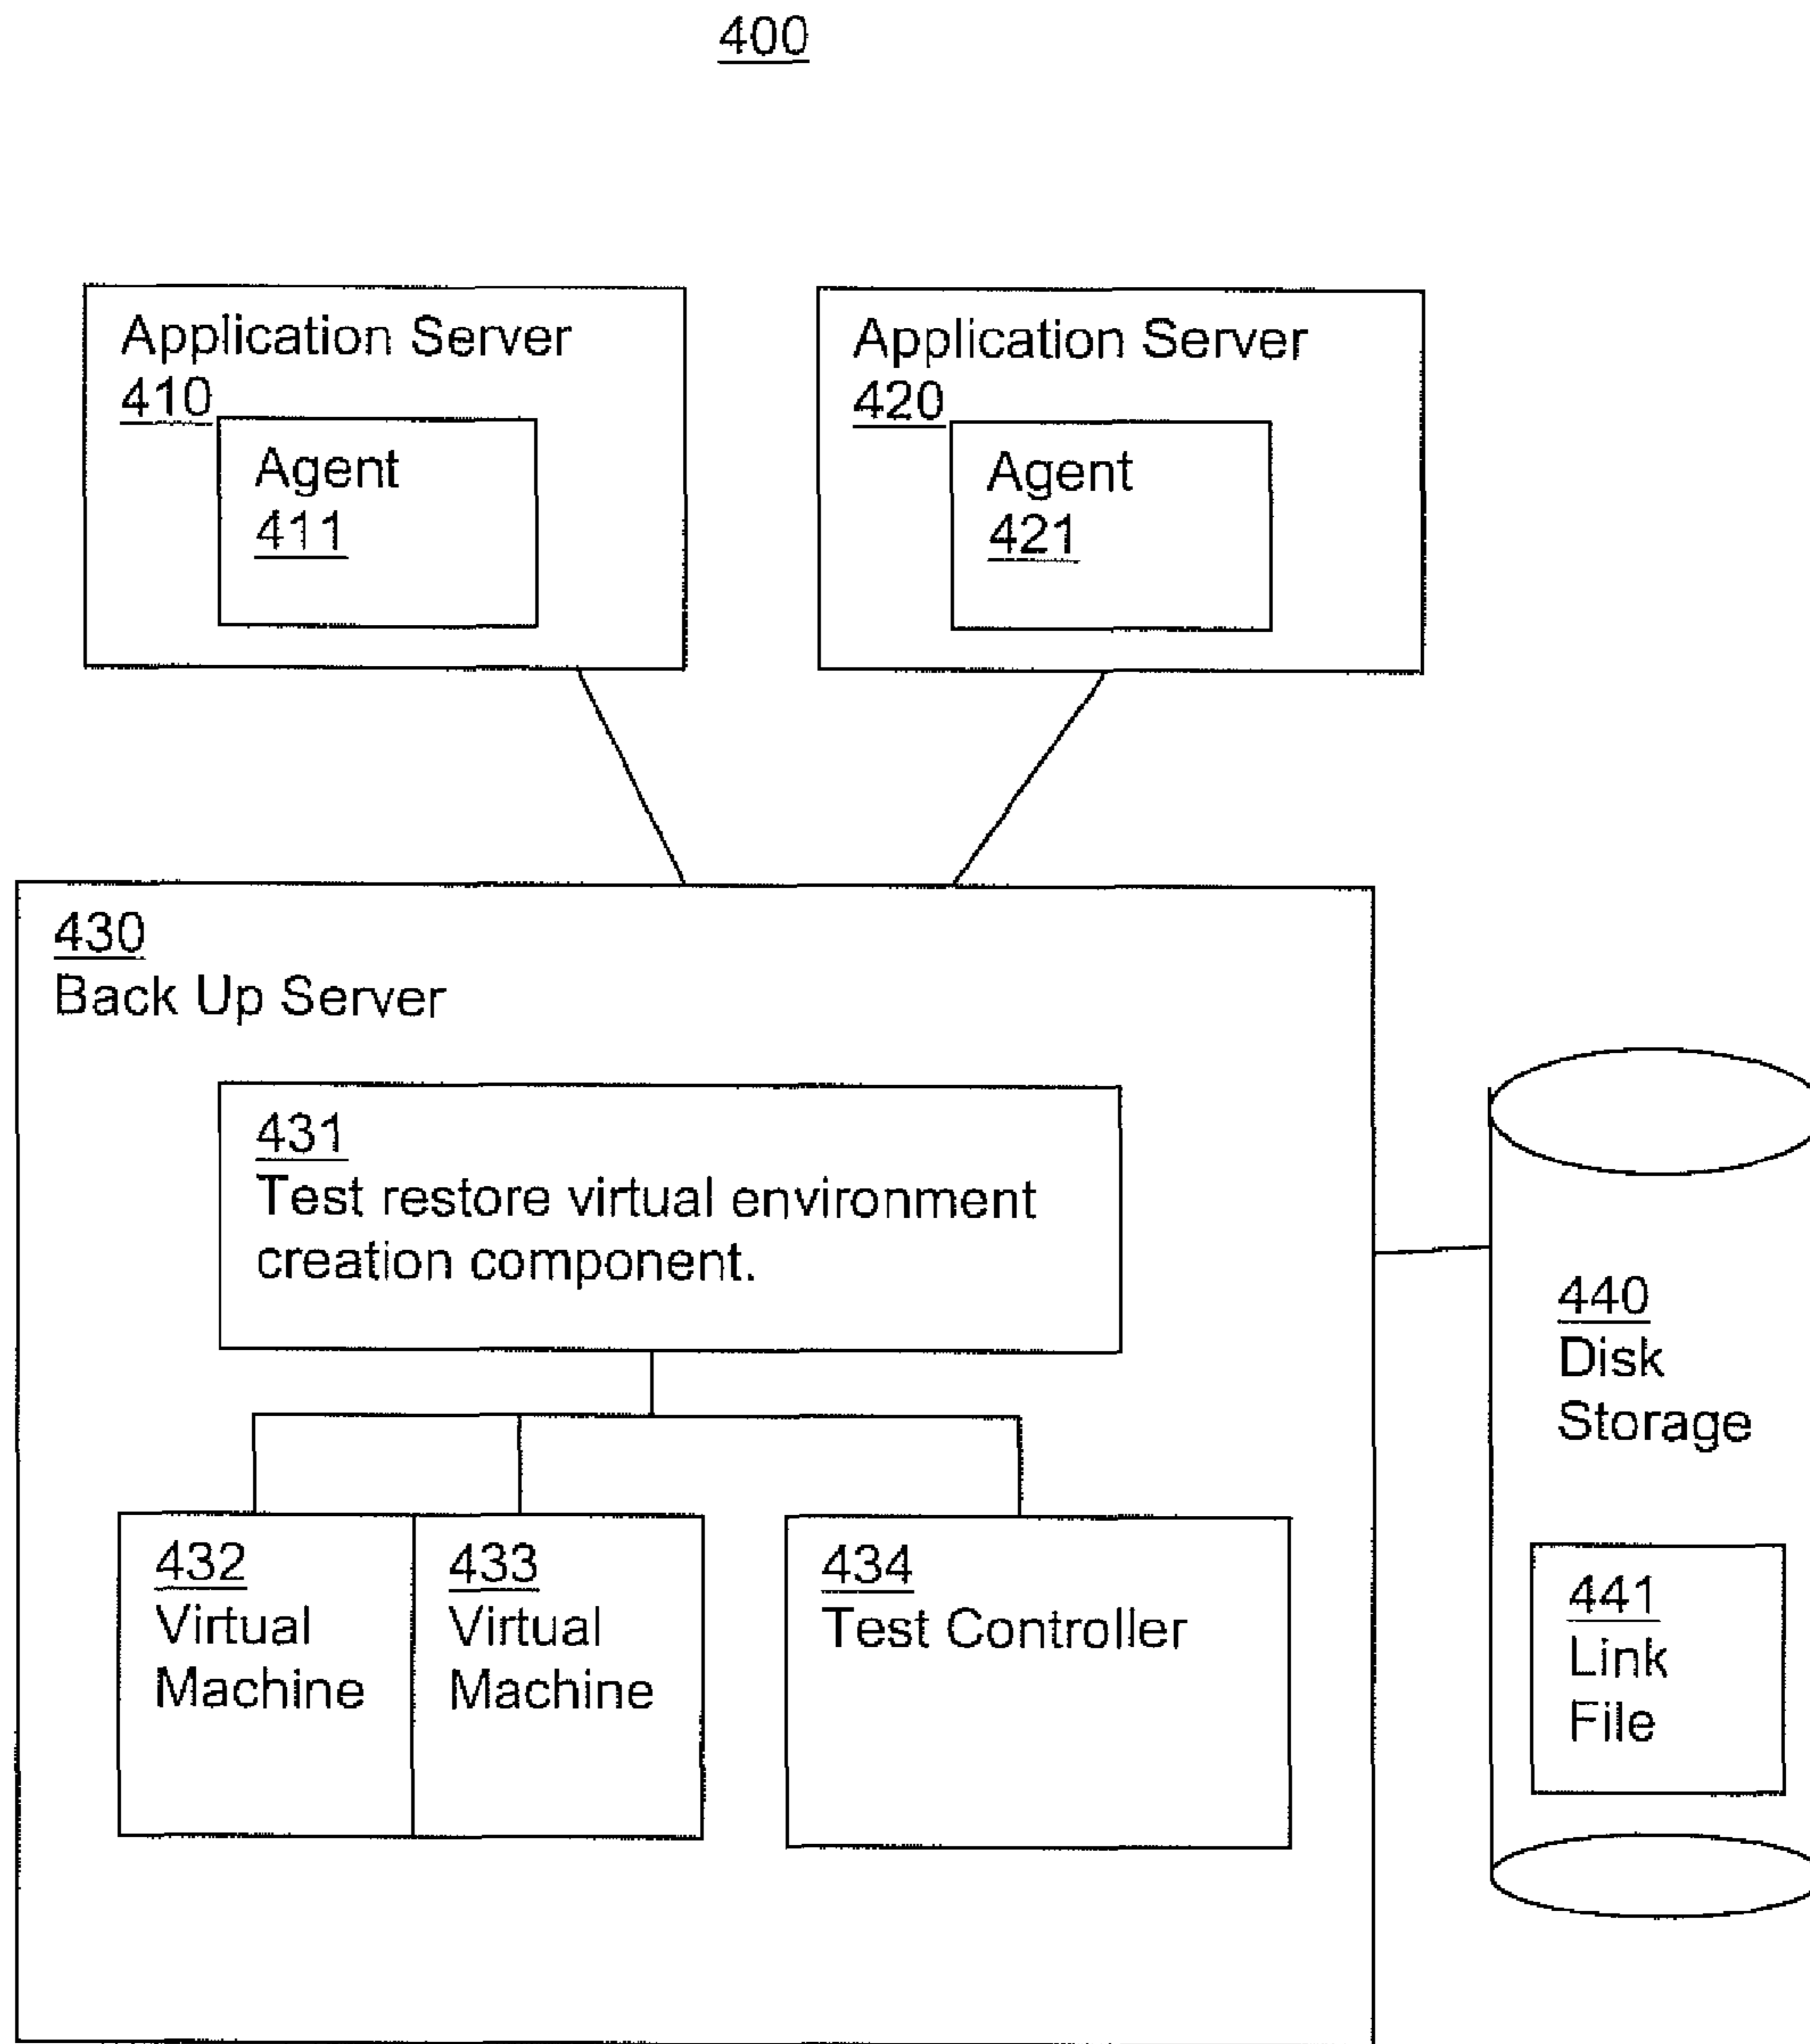 400
Application Server
410
Agent
411
Application Server
420
Agent
421
430
Back Up Server
431
Test restore virtual environment
creation component.
432
Virtual
Machine
433
Virtual
Machine
434
Test Controller
440
Disk
Storage
441
Link
File